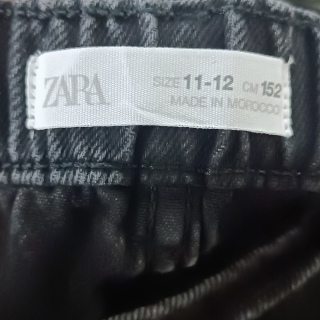 ZARA
SIZE 11-12 CM 152
MADE IN MOROCCO